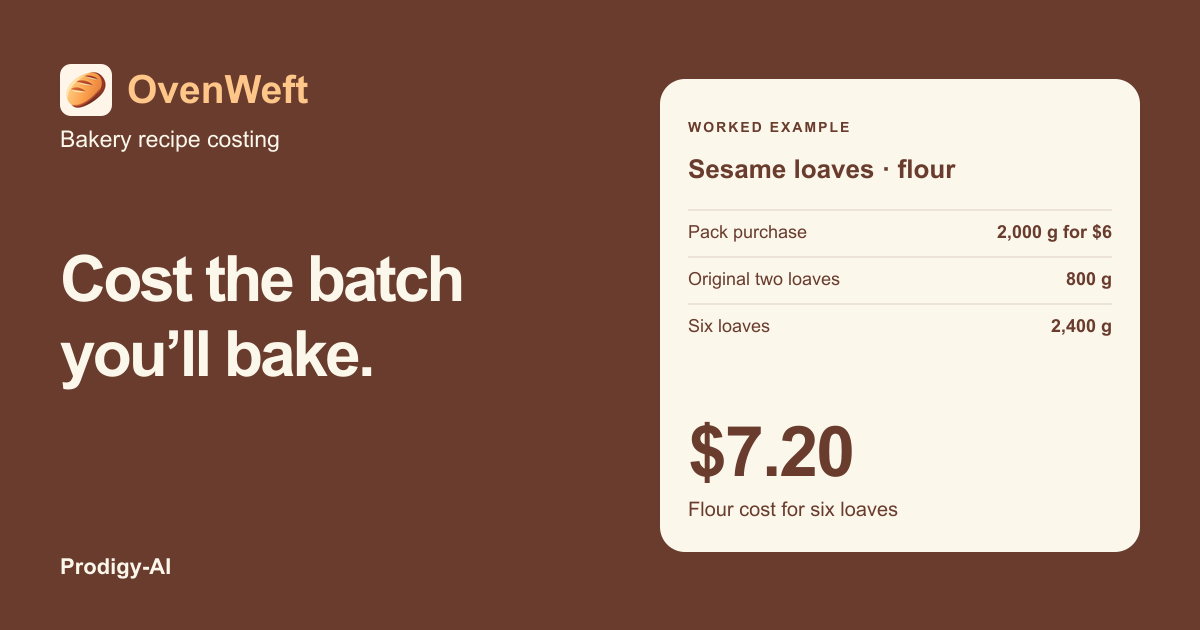 OvenWeft
Bakery recipe costing
Cost the batch
you’ll bake.
Prodigy-AI
WORKED EXAMPLE
Sesame loaves · flour
Pack purchase 2,000 g for $6
Original two loaves 800 g
Six loaves 2,400 g
$7.20
Flour cost for six loaves